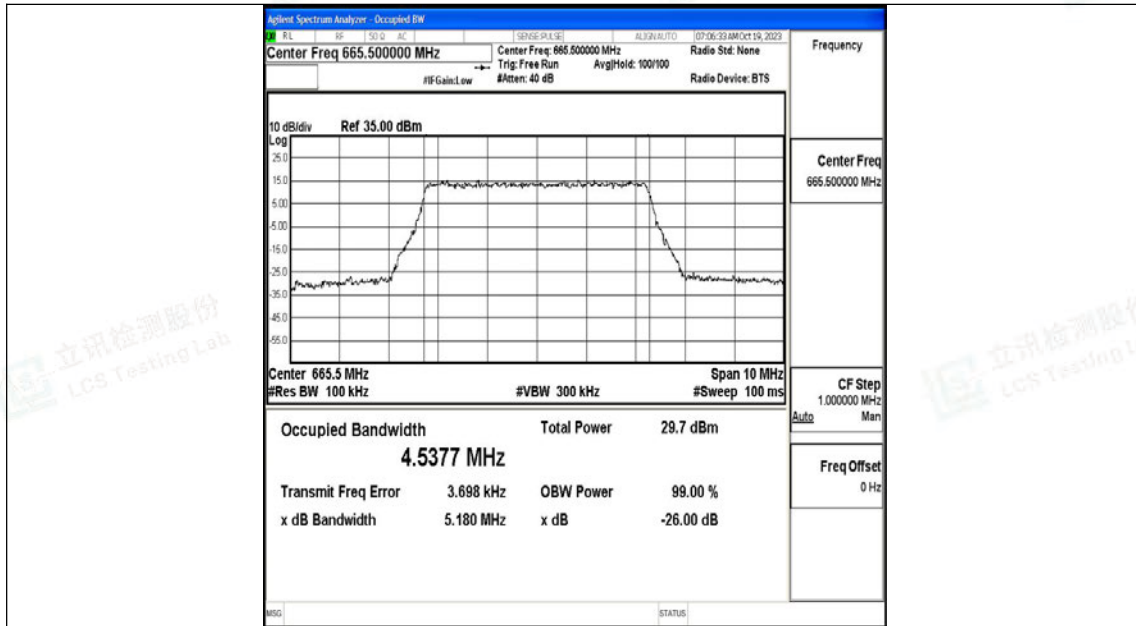 Agilent Spectrum Analyzer - Occupied BW
RL RF 50 Ω AC SENSE:PULSE ALIGNAUTO 07:06:33 AM Oct 19, 2023
Center Freq 665.500000 MHz
Center Freq: 665.500000 MHz Radio Std: None
Trig: Free Run Avg|Hold: 100/100
#IFGain:Low #Atten: 40 dB Radio Device: BTS
Frequency
10 dB/div Ref 35.00 dBm
Log
25.0
15.0
5.00
-5.00
-15.0
-25.0
-35.0
-45.0
-55.0
Center Freq
665.500000 MHz
Center 665.5 MHz Span 10 MHz
#Res BW 100 kHz #VBW 300 kHz #Sweep 100 ms
CF Step
1.000000 MHz
Auto Man
Occupied Bandwidth Total Power 29.7 dBm
4.5377 MHz
Transmit Freq Error 3.698 kHz OBW Power 99.00 %
x dB Bandwidth 5.180 MHz x dB -26.00 dB
Freq Offset
0 Hz
MSG STATUS
立讯检测股份
LCS Testing Lab
立讯检测股份
LCS Testing L